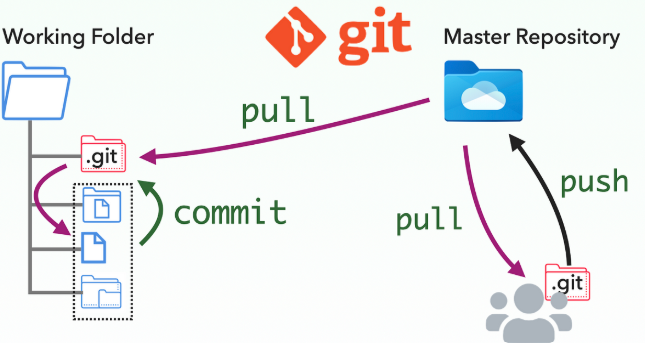 Working Folder
git
Master Repository
pull
.git
commit
pull
push
.git